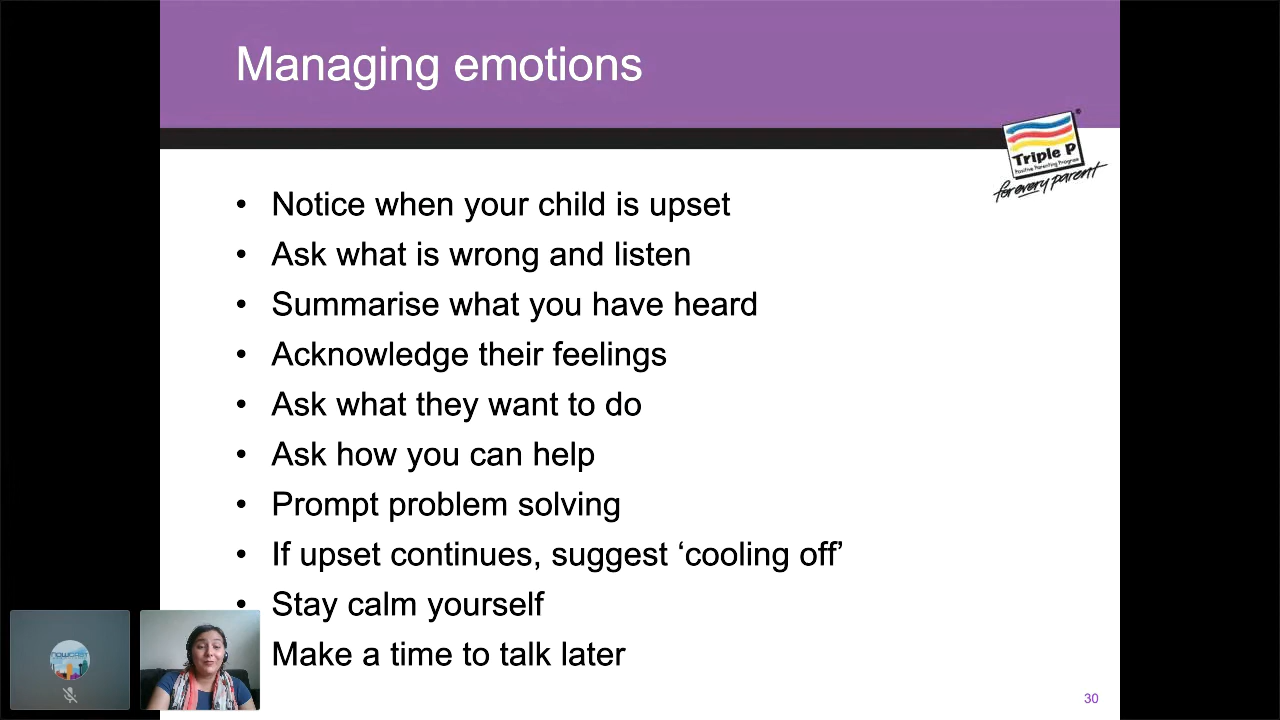 Managing emotions
Triple P
®
Positive Parenting Program
for every parent
• Notice when your child is upset
• Ask what is wrong and listen
• Summarise what you have heard
• Acknowledge their feelings
• Ask what they want to do
• Ask how you can help
• Prompt problem solving
• If upset continues, suggest ‘cooling off’
• Stay calm yourself
Make a time to talk later
30